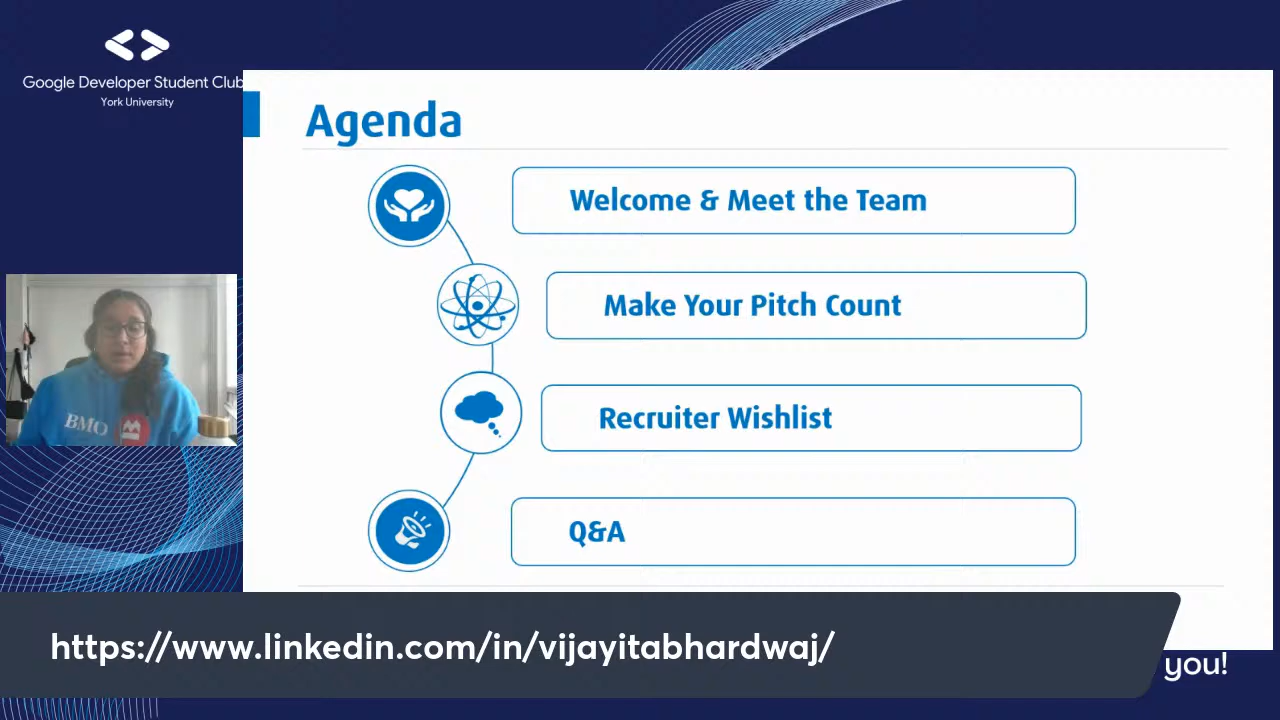 Google Developer Student Club
York University
Agenda
Welcome & Meet the Team
Make Your Pitch Count
Recruiter Wishlist
Q&A
BMO
https://www.linkedin.com/in/vijayitabhardwaj/
you!